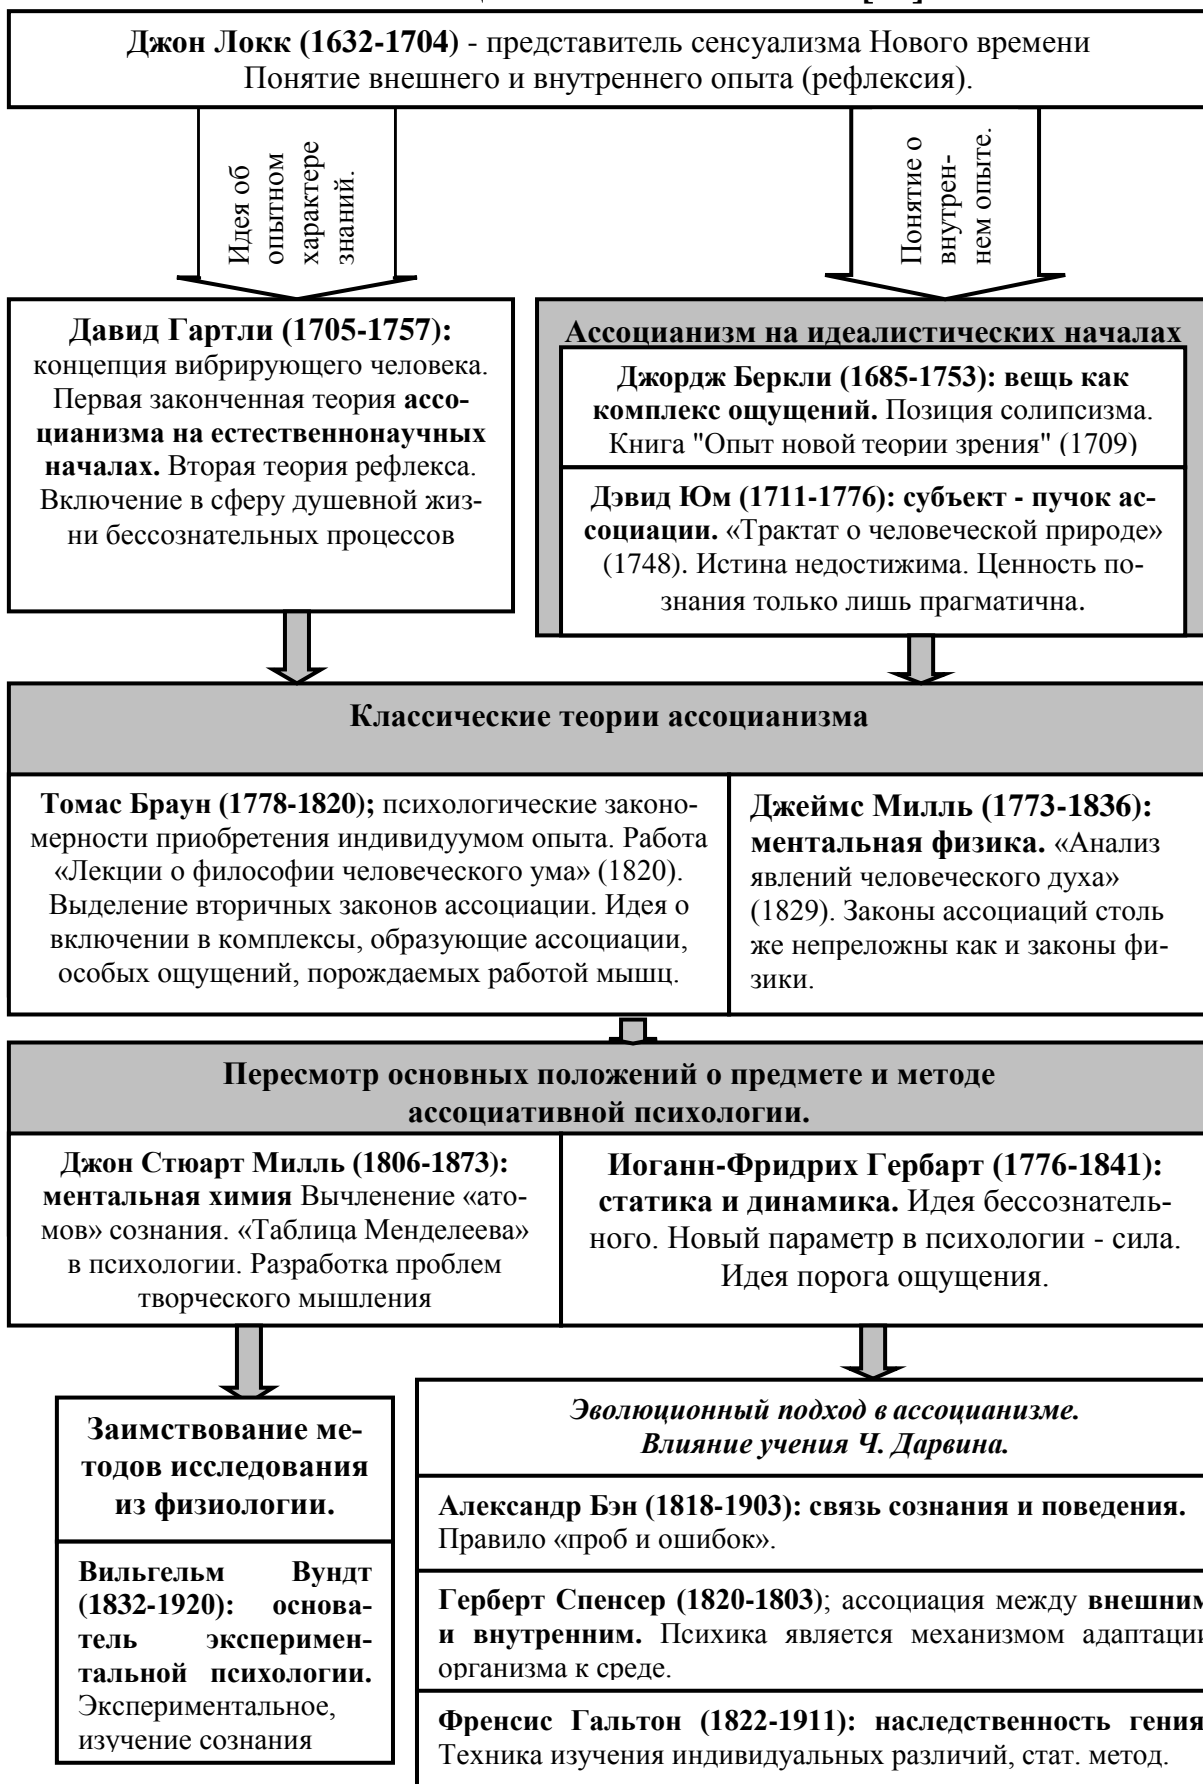 Джон Локк (1632-1704) - представитель сенсуализма Нового времени
Понятие внешнего и внутреннего опыта (рефлексия).
Идея об
опытном
характере
знаний.
Понятие о
внутрен-
нем опыте.
Давид Гартли (1705-1757):
концепция вибрирующего человека.
Первая законченная теория ассо-
цианизма на естественнонаучных
началах. Вторая теория рефлекса.
Включение в сферу душевной жиз-
ни бессознательных процессов
Ассоцианизм на идеалистических началах
Джордж Беркли (1685-1753): вещь как
комплекс ощущений. Позиция солипсизма.
Книга "Опыт новой теории зрения" (1709)
Дэвид Юм (1711-1776): субъект - пучок ас-
социации. «Трактат о человеческой природе»
(1748). Истина недостижима. Ценность по-
знания только лишь прагматична.
Классические теории ассоцианизма
Томас Браун (1778-1820); психологические законо-
мерности приобретения индивидуумом опыта. Работа
«Лекции о философии человеческого ума» (1820).
Выделение вторичных законов ассоциации. Идея о
включении в комплексы, образующие ассоциации,
особых ощущений, порождаемых работой мышц.
Джеймс Милль (1773-1836):
ментальная физика. «Анализ
явлений человеческого духа»
(1829). Законы ассоциаций столь
же непреложны как и законы фи-
зики.
Пересмотр основных положений о предмете и методе
ассоциативной психологии.
Джон Стюарт Милль (1806-1873):
ментальная химия Вычленение «ато-
мов» сознания. «Таблица Менделеева»
в психологии. Разработка проблем
творческого мышления
Иоганн-Фридрих Гербарт (1776-1841):
статика и динамика. Идея бессознатель-
ного. Новый параметр в психологии - сила.
Идея порога ощущения.
Заимствование ме-
тодов исследования
из физиологии.
Вильгельм Вундт
(1832-1920): основа-
тель эксперимен-
тальной психологии.
Экспериментальное,
изучение сознания
Эволюционный подход в ассоцианизме.
Влияние учения Ч. Дарвина.
Александр Бэн (1818-1903): связь сознания и поведения.
Правило «проб и ошибок».
Герберт Спенсер (1820-1803); ассоциация между внешним
и внутренним. Психика является механизмом адаптации
организма к среде.
Френсис Гальтон (1822-1911): наследственность гения
Техника изучения индивидуальных различий, стат. метод.